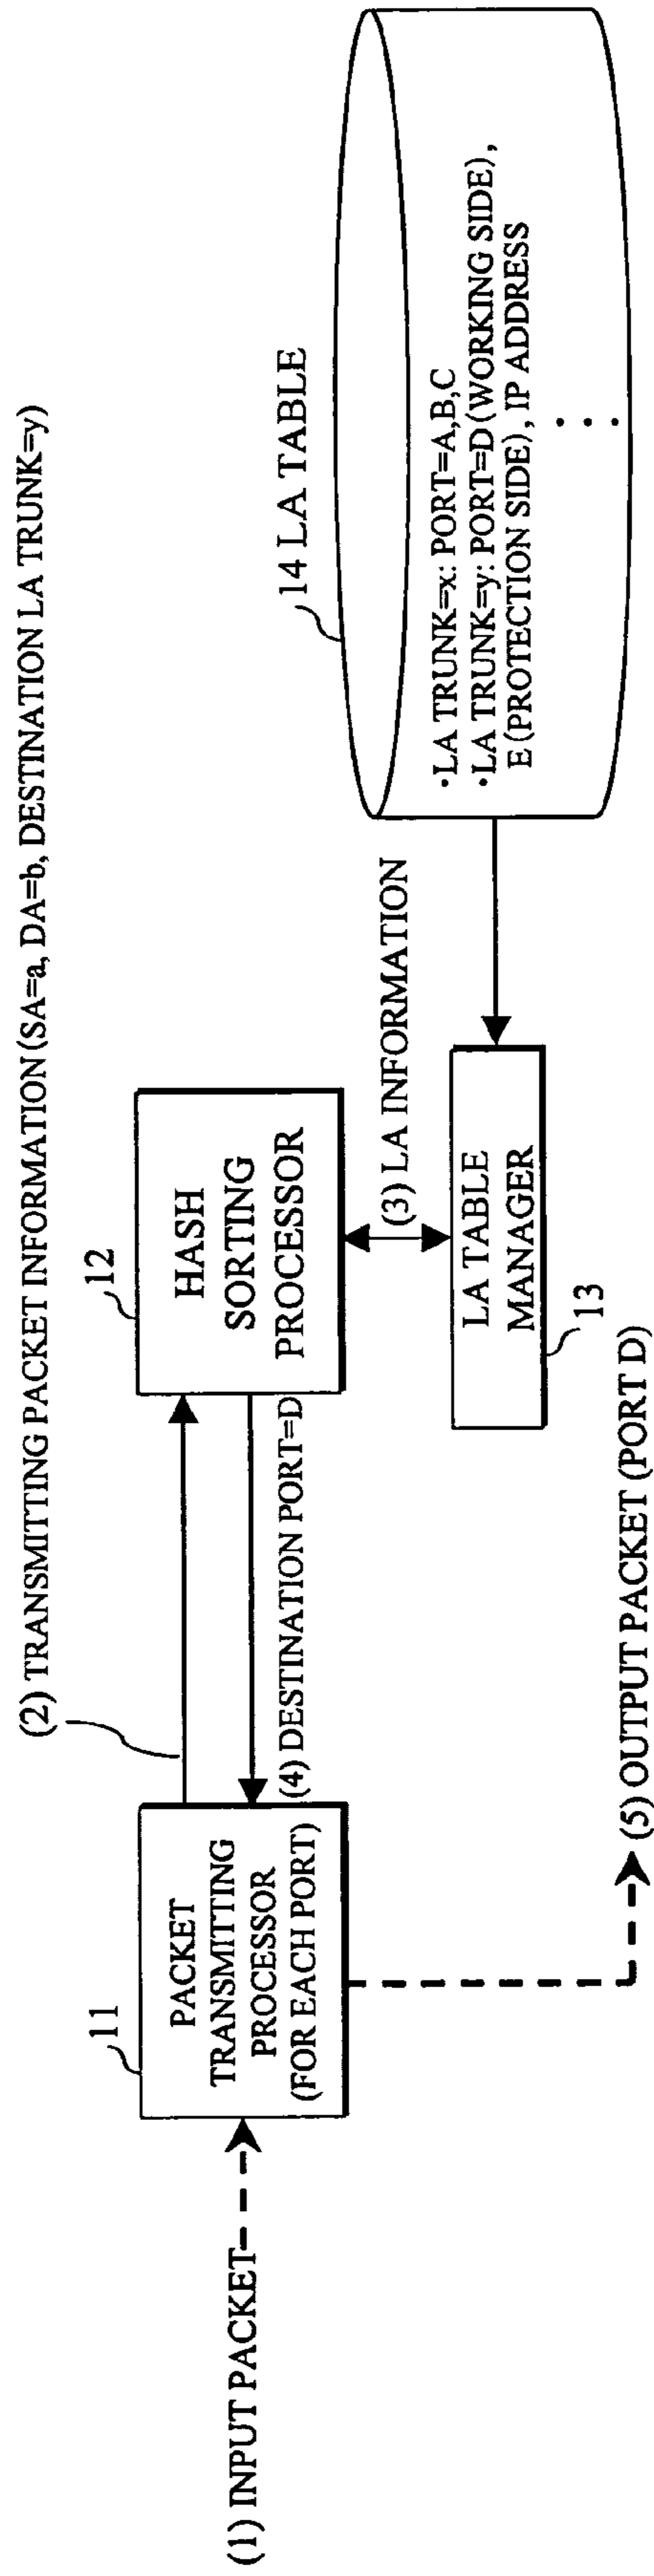 (2) TRANSMITTING PACKET INFORMATION (SA=a, DA=b, DESTINATION LA TRUNK=y)
(1) INPUT PACKET
11
PACKET
TRANSMITTING
PROCESSOR
(FOR EACH PORT)
(4) DESTINATION PORT=D
12
HASH
SORTING
PROCESSOR
(3) LA INFORMATION
LA TABLE
MANAGER
13
14 LA TABLE
•LA TRUNK=x: PORT=A,B,C
•LA TRUNK=y: PORT=D (WORKING SIDE),
E (PROTECTION SIDE), IP ADDRESS
(5) OUTPUT PACKET (PORT D)